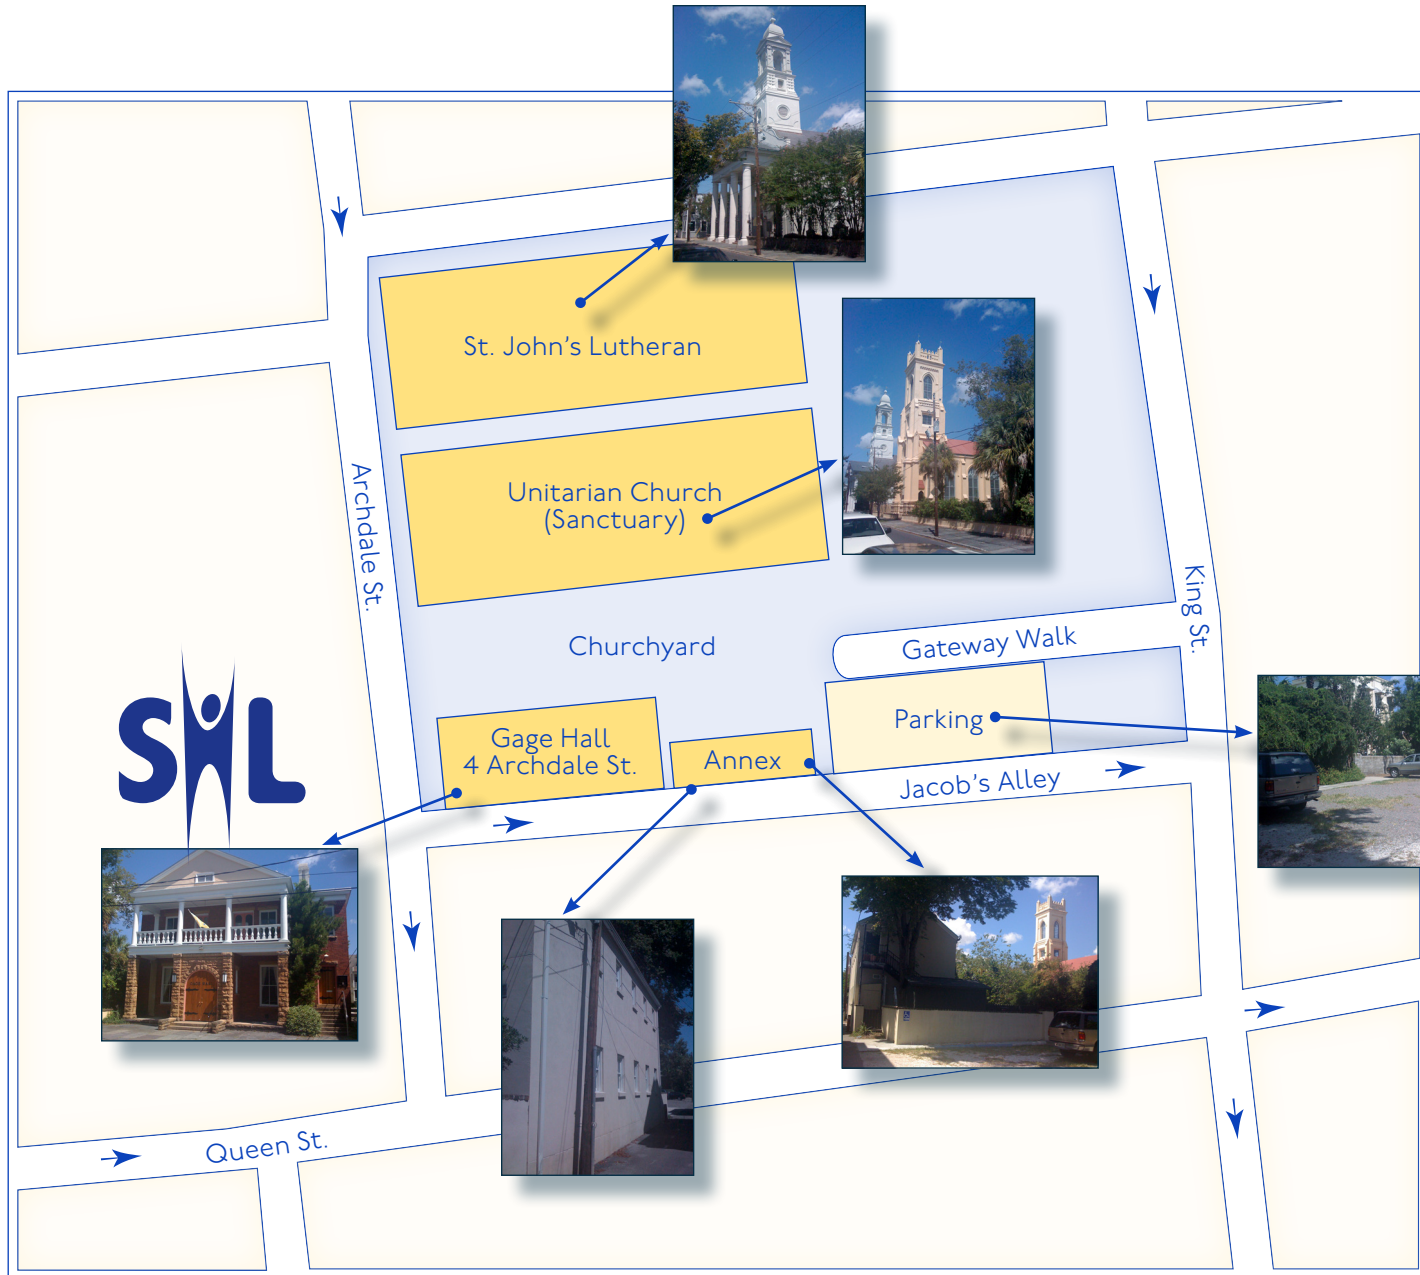 St. John's Lutheran
Unitarian Church
(Sanctuary)
Archdale St.
King St.
Churchyard
Gateway Walk
Parking
Gage Hall
4 Archdale St.
Annex
Jacob's Alley
SHL
Queen St.